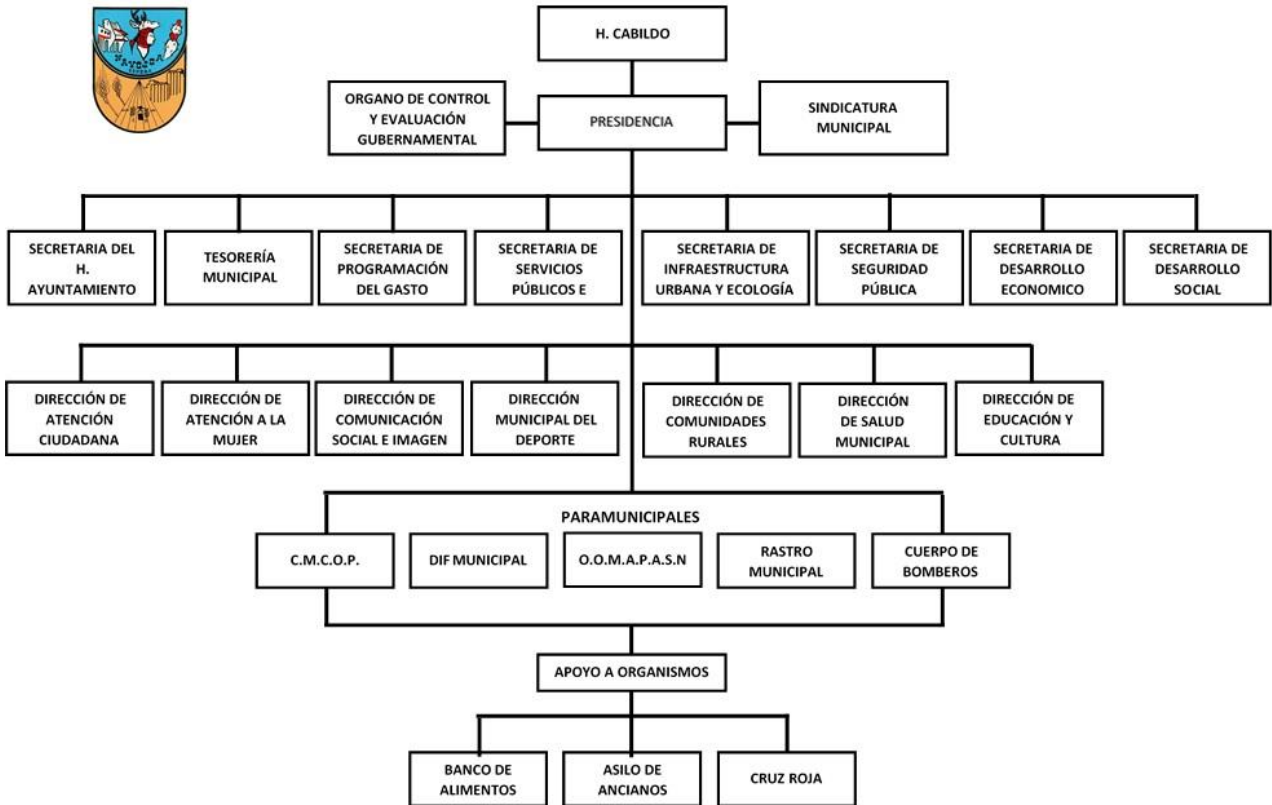 NAVOJOA
SONORA
H. CABILDO
ORGANO DE CONTROL
Y EVALUACIÓN
GUBERNAMENTAL
PRESIDENCIA
SINDICATURA
MUNICIPAL
SECRETARIA DEL
H.
AYUNTAMIENTO
TESORERÍA
MUNICIPAL
SECRETARIA DE
PROGRAMACIÓN
DEL GASTO
SECRETARIA DE
SERVICIOS
PÚBLICOS E
SECRETARIA DE
INFRAESTRUCTURA
URBANA Y ECOLOGÍA
SECRETARIA DE
SEGURIDAD
PÚBLICA
SECRETARIA DE
DESARROLLO
ECONOMICO
SECRETARIA DE
DESARROLLO
SOCIAL
DIRECCIÓN DE
ATENCIÓN
CIUDADANA
DIRECCIÓN DE
ATENCIÓN A LA
MUJER
DIRECCIÓN DE
COMUNICACIÓN
SOCIAL E IMAGEN
DIRECCIÓN
MUNICIPAL DEL
DEPORTE
DIRECCIÓN DE
COMUNIDADES
RURALES
DIRECCIÓN
DE SALUD
MUNICIPAL
DIRECCIÓN DE
EDUCACIÓN Y
CULTURA
PARAMUNICIPALES
C.M.C.O.P.
DIF MUNICIPAL
O.O.M.A.P.A.S.N
RASTRO
MUNICIPAL
CUERPO DE
BOMBEROS
APOYO A ORGANISMOS
BANCO DE
ALIMENTOS
ASILO DE
ANCIANOS
CRUZ ROJA